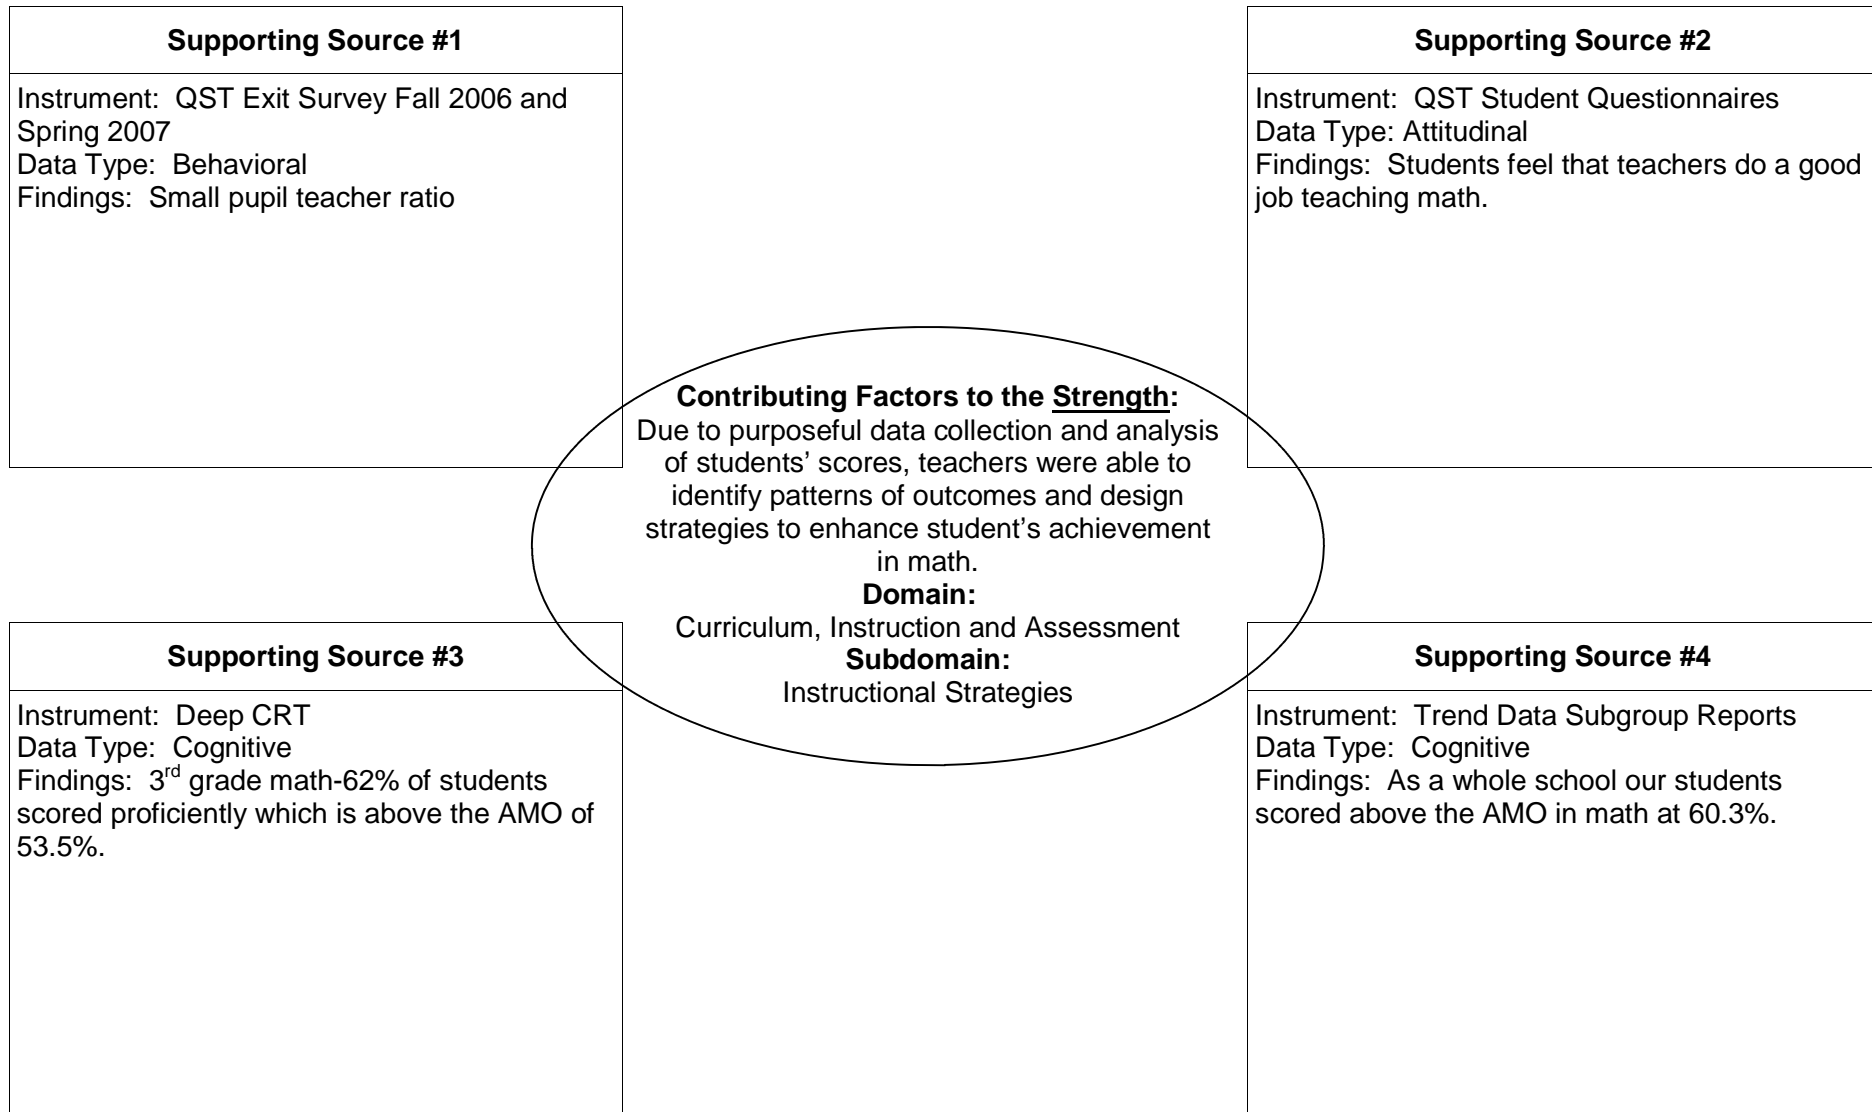 Supporting Source #1
Instrument:  QST Exit Survey Fall 2006 and
Spring 2007
Data Type:  Behavioral
Findings:  Small pupil teacher ratio
Supporting Source #2
Instrument:  QST Student Questionnaires
Data Type: Attitudinal
Findings:  Students feel that teachers do a good
job teaching math.
Contributing Factors to the Strength:
Due to purposeful data collection and analysis
of students’ scores, teachers were able to
identify patterns of outcomes and design
strategies to enhance student’s achievement
in math.
Domain:
Curriculum, Instruction and Assessment
Subdomain:
Instructional Strategies
Supporting Source #3
Instrument:  Deep CRT
Data Type:  Cognitive
Findings:  3rd grade math-62% of students
scored proficiently which is above the AMO of
53.5%.
Supporting Source #4
Instrument:  Trend Data Subgroup Reports
Data Type:  Cognitive
Findings:  As a whole school our students
scored above the AMO in math at 60.3%.